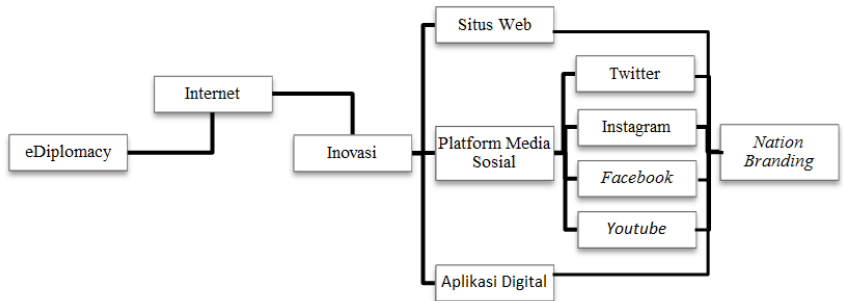 Situs Web
Twitter
Internet
Instagram
Nation
Branding
eDiplomacy
Inovasi
Platform Media
Sosial
Facebook
Youtube
Aplikasi Digital